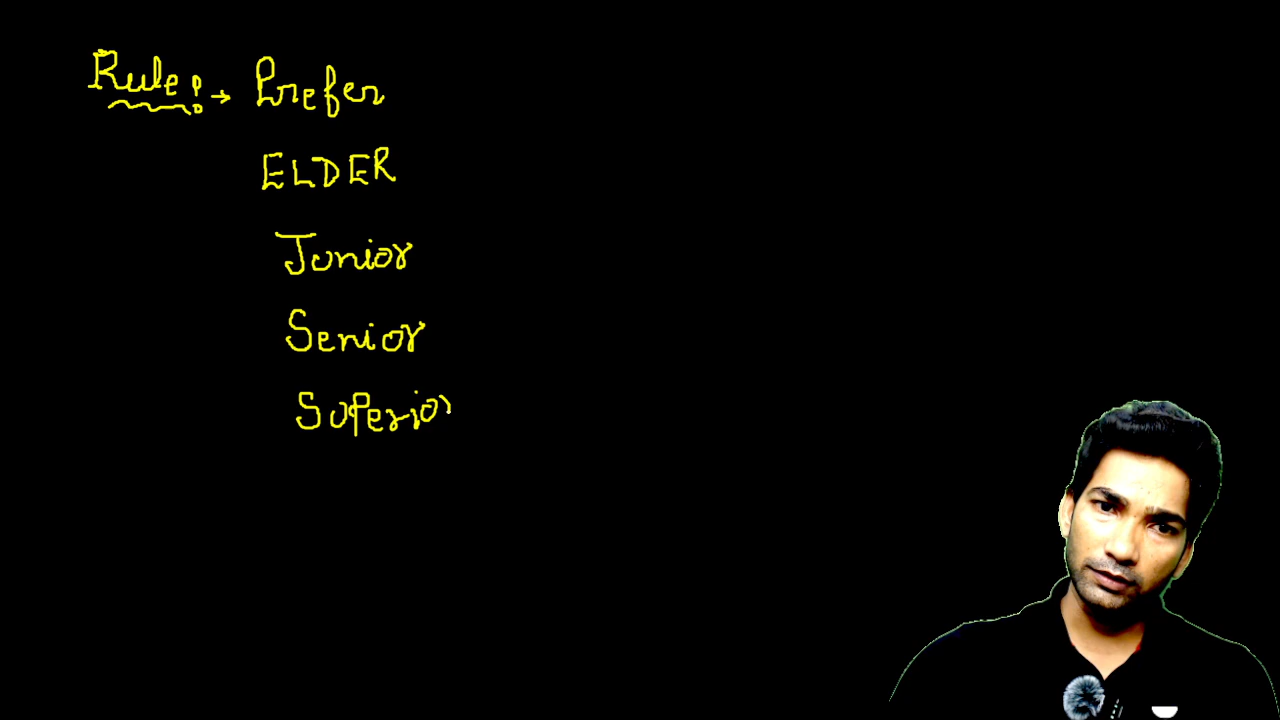 Rule! → Prefer
ELDER
Junior
Senior
Superior